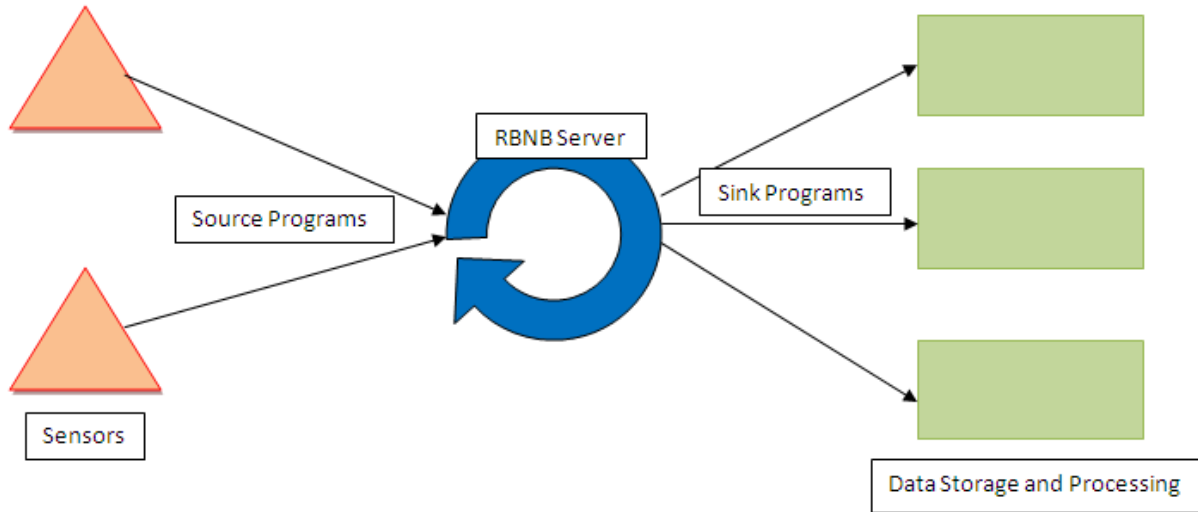 RBNB Server
Sink Programs
Source Programs
Sensors
Data Storage and Processing